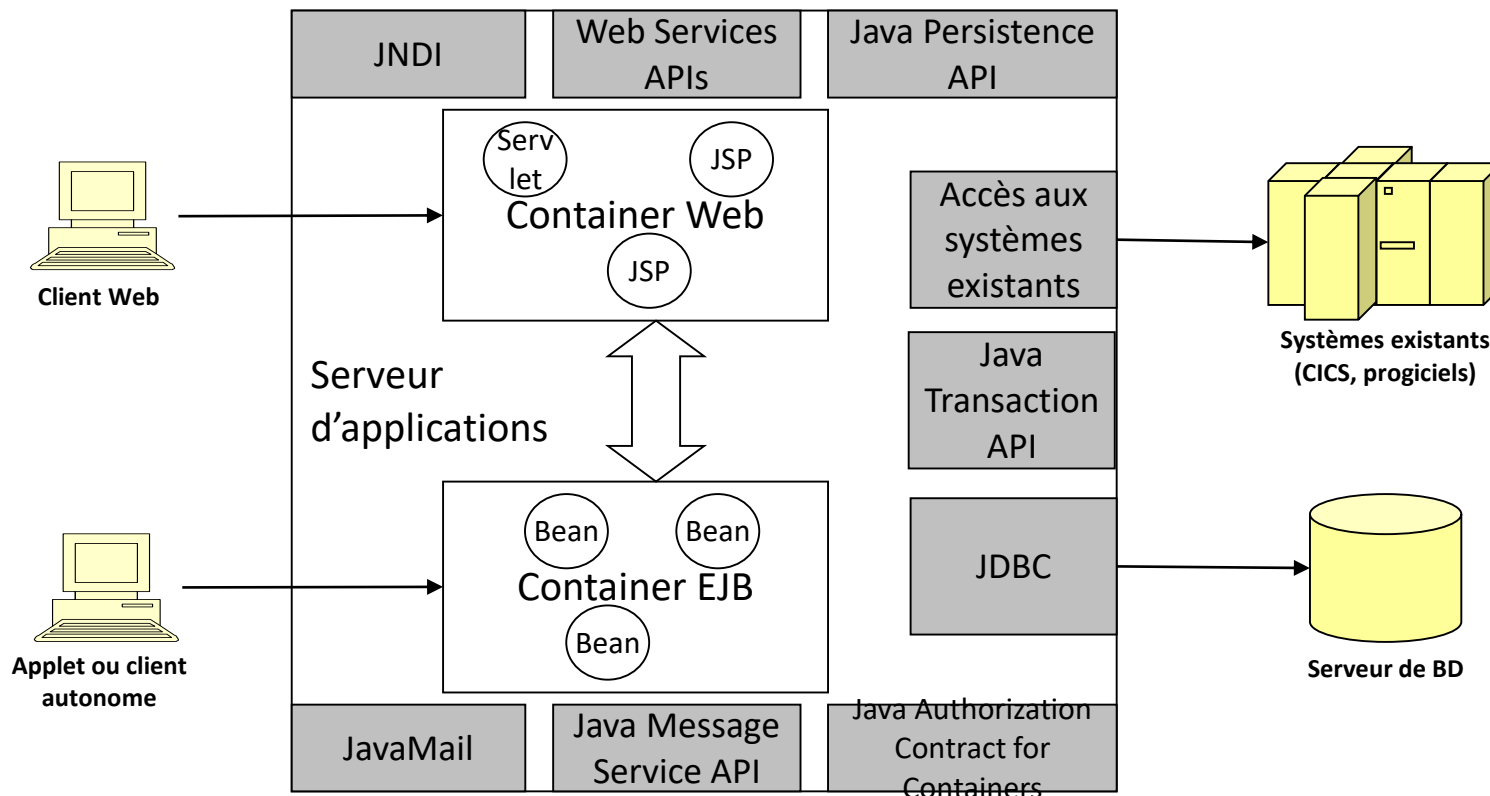 JNDI
Web Services
APIs
Java Persistence
API
Serv
let
JSP
Container Web
JSP
Client Web
Accès aux
systèmes
existants
Systèmes existants
(CICS, progiciels)
Serveur
d’applications
Java
Transaction
API
Bean
Bean
Container EJB
Bean
Applet ou client
autonome
JDBC
Serveur de BD
JavaMail
Java Message
Service API
Java Authorization
Contract for
Containers